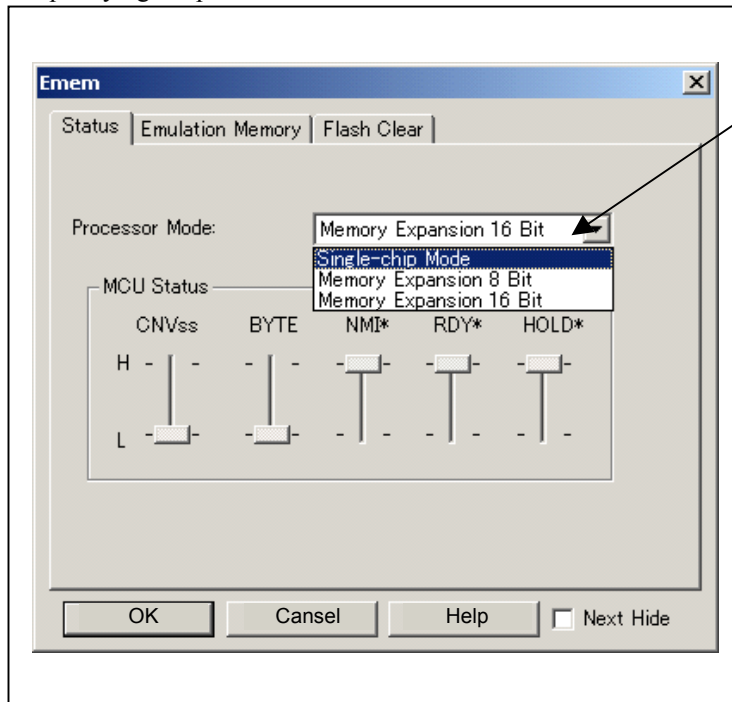 Emem
Status Emulation Memory Flash Clear
Processor Mode: Memory Expansion 16 Bit
Single-chip Mode
Memory Expansion 8 Bit
Memory Expansion 16 Bit
MCU Status
CNVss BYTE NMI* RDY* HOLD*
H
L
OK Cansel Help Next Hide